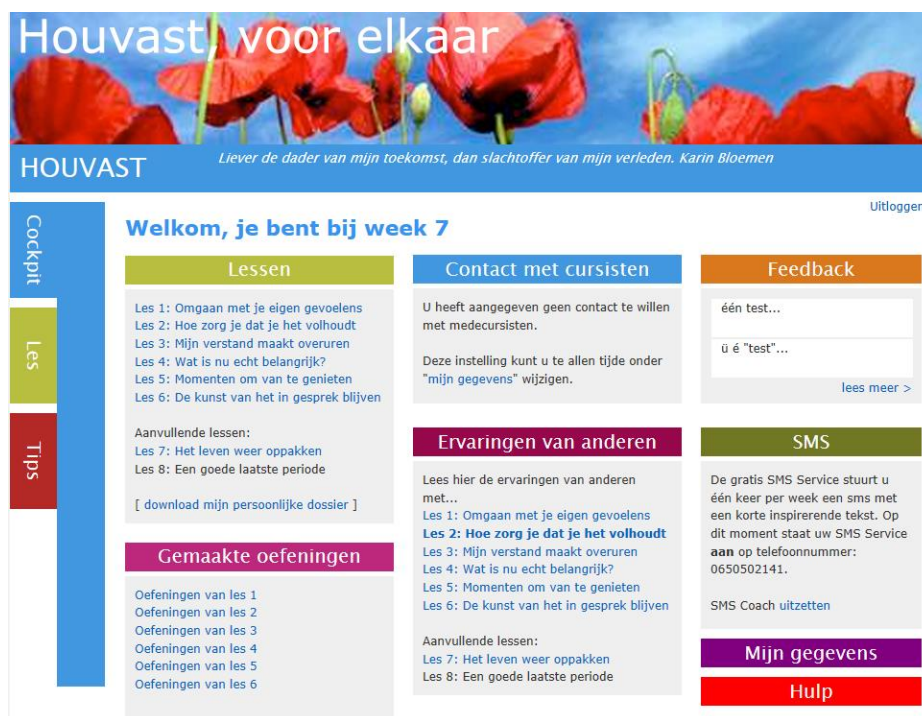 Houvast, voor elkaar
HOUVAST
Liever de dader van mijn toekomst, dan slachtoffer van mijn verleden. Karin Bloemen
Uitlogger
Cockpit
Les
Tips
Welkom, je bent bij week 7
Lessen
Les 1: Omgaan met je eigen gevoelens
Les 2: Hoe zorg je dat je het volhoudt
Les 3: Mijn verstand maakt overuren
Les 4: Wat is nu echt belangrijk?
Les 5: Momenten om van te genieten
Les 6: De kunst van het in gesprek blijven
Aanvullende lessen:
Les 7: Het leven weer oppakken
Les 8: Een goede laatste periode
[ download mijn persoonlijke dossier ]
Gemaakte oefeningen
Oefeningen van les 1
Oefeningen van les 2
Oefeningen van les 3
Oefeningen van les 4
Oefeningen van les 5
Oefeningen van les 6
Contact met cursisten
U heeft aangegeven geen contact te willen
met medecursisten.
Deze instelling kunt u te allen tijde onder
"mijn gegevens" wijzigen.
Ervaringen van anderen
Lees hier de ervaringen van anderen
met...
Les 1: Omgaan met je eigen gevoelens
Les 2: Hoe zorg je dat je het volhoudt
Les 3: Mijn verstand maakt overuren
Les 4: Wat is nu echt belangrijk?
Les 5: Momenten om van te genieten
Les 6: De kunst van het in gesprek blijven
Aanvullende lessen:
Les 7: Het leven weer oppakken
Les 8: Een goede laatste periode
Feedback
één test...
ü é "test"...
lees meer >
SMS
De gratis SMS Service stuurt u
één keer per week een sms met
een korte inspirerende tekst. Op
dit moment staat uw SMS Service
aan op telefoonnummer:
0650502141.
SMS Coach uitzetten
Mijn gegevens
Hulp